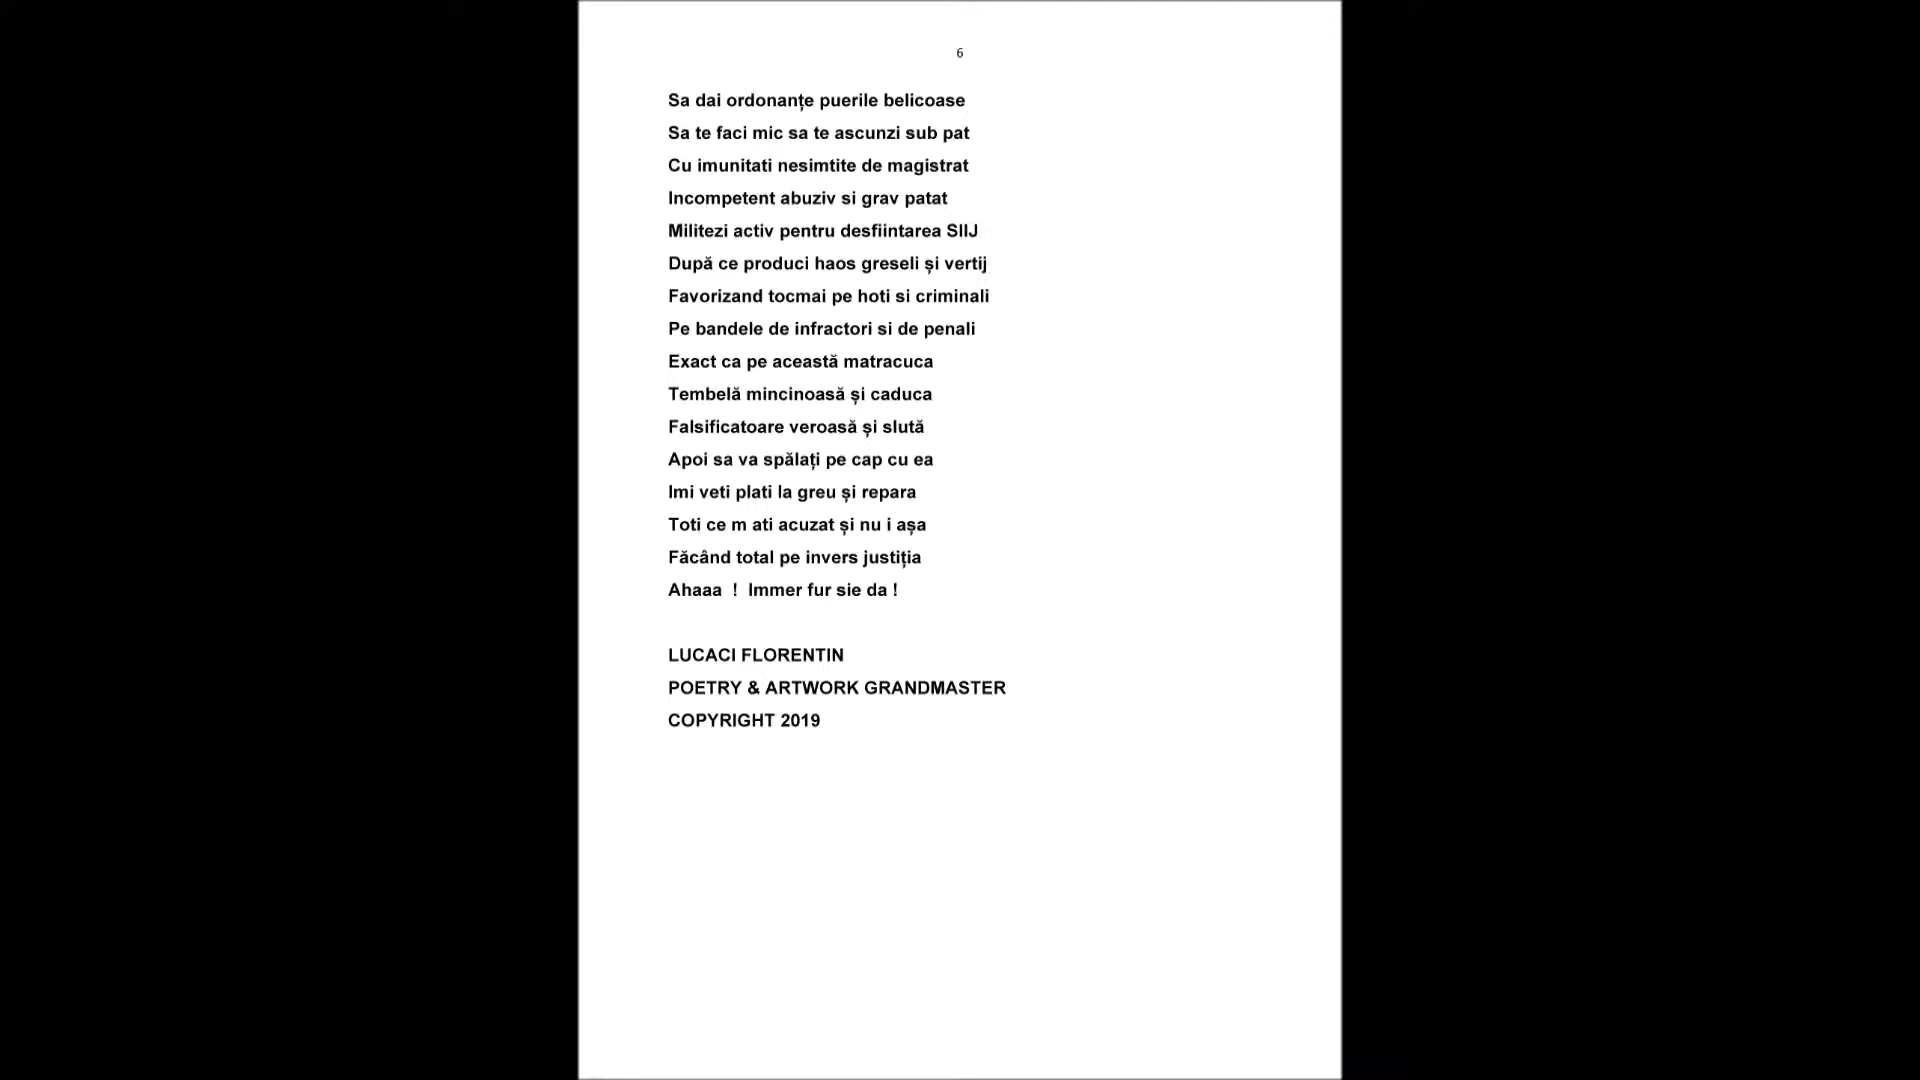 6
Sa dai ordonanțe puerile belicoase
Sa te faci mic sa te ascunzi sub pat
Cu imunitati nesimtite de magistrat
Incompetent abuziv si grav patat
Militezi activ pentru desfiintarea SIIJ
După ce produci haos greseli și vertij
Favorizand tocmai pe hoti si criminali
Pe bandele de infractori si de penali
Exact ca pe această matracuca
Tembelă mincinoasă și caduca
Falsificatoare veroasă și slută
Apoi sa va spălați pe cap cu ea
Imi veti plati la greu și repara
Toti ce m ati acuzat și nu i așa
Făcând total pe invers justiția
Ahaaa  !  Immer fur sie da !
LUCACI FLORENTIN
POETRY & ARTWORK GRANDMASTER
COPYRIGHT 2019